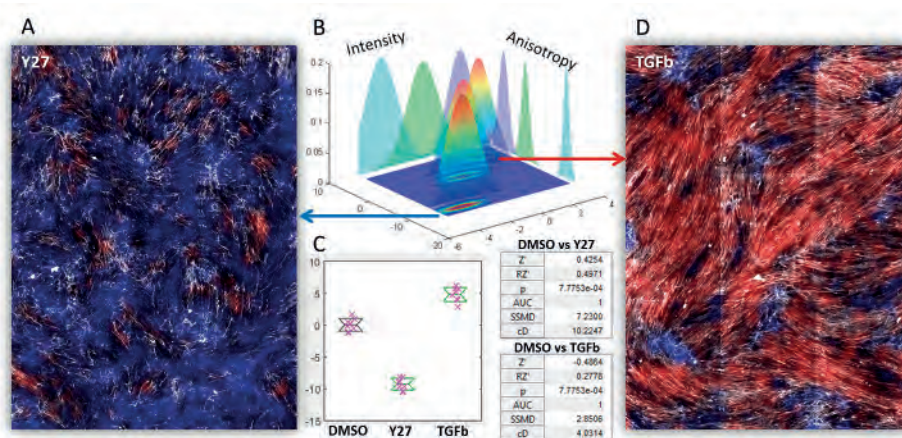 A
Y27
B
Intensity
Anisotropy
0.2
0.15
0.1
0.05
0
10
0
-10
20
-6
-4
-2
0
2
4
C
10
5
0
-5
-10
-15
DMSO Y27 TGFb
DMSO vs Y27
Z' 0.4254
RZ' 0.4971
p 7.7753e-04
AUC 1
SSMD 7.2300
cD 10.2247
DMSO vs TGFb
Z' -0.4864
RZ' 0.2778
p 7.7753e-04
AUC 1
SSMD 2.8506
cD 4.0314
D
TGFb